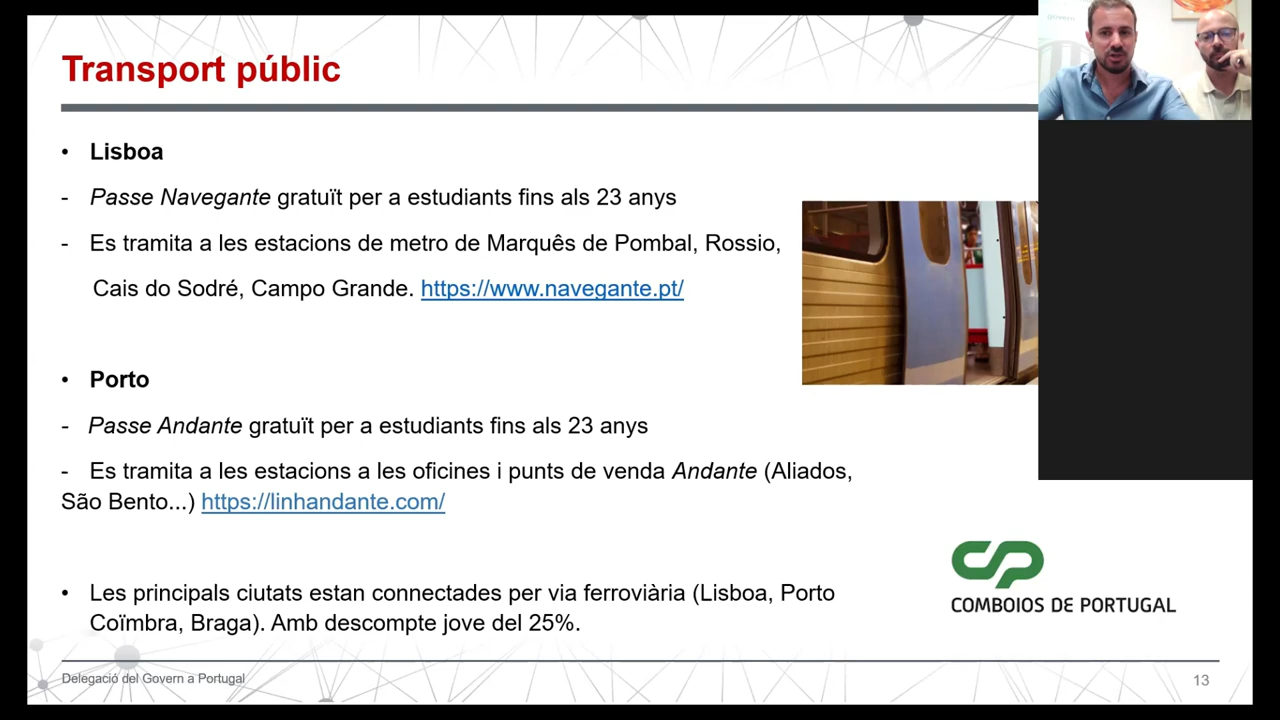 Transport públic
• Lisboa
- Passe Navegante gratuït per a estudiants fins als 23 anys
- Es tramita a les estacions de metro de Marquês de Pombal, Rossio,
Cais do Sodré, Campo Grande. https://www.navegante.pt/
• Porto
- Passe Andante gratuït per a estudiants fins als 23 anys
- Es tramita a les estacions a les oficines i punts de venda Andante (Aliados,
São Bento...) https://linhandante.com/
• Les principals ciutats estan connectades per via ferroviària (Lisboa, Porto
Coïmbra, Braga). Amb descompte jove del 25%.
CP
COMBOIOS DE PORTUGAL
Delegació del Govern a Portugal
13
govern